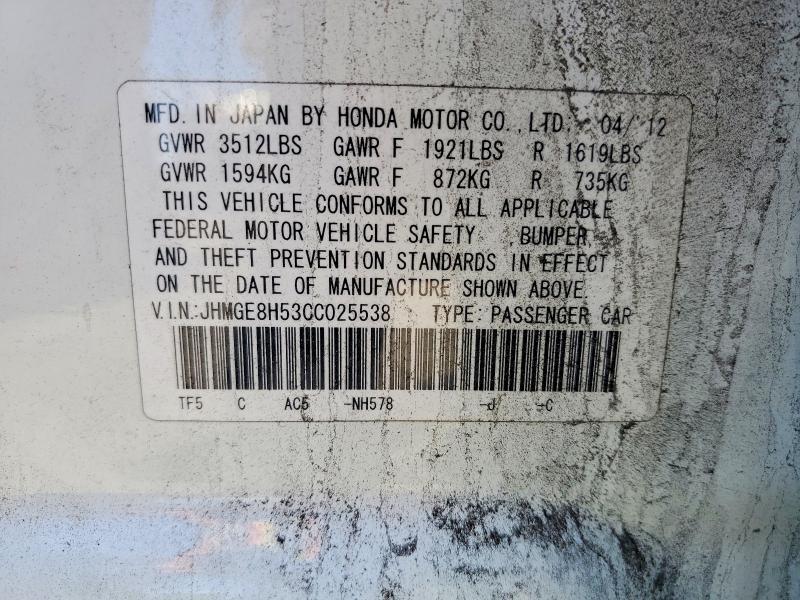 MFD. IN JAPAN BY HONDA MOTOR CO., LTD. 04/12
GVWR 3512LBS GAWR F 1921LBS R 1619LBS
GVWR 1594KG GAWR F 872KG R 735KG
THIS VEHICLE CONFORMS TO ALL APPLICABLE
FEDERAL MOTOR VEHICLE SAFETY, BUMPER,
AND THEFT PREVENTION STANDARDS IN EFFECT
ON THE DATE OF MANUFACTURE SHOWN ABOVE.
V.I.N.:JHMGE8H53CC025538 TYPE: PASSENGER CAR
TF5 C AC5 -NH578 -J -C